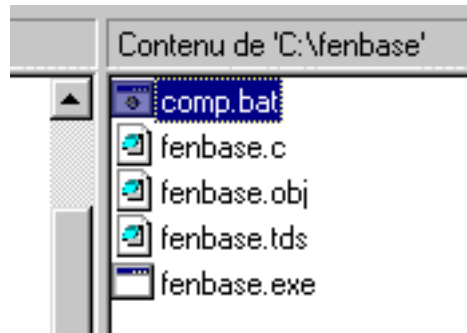 Contenu de 'C:\fenbase'
comp.bat
fenbase.c
fenbase.obj
fenbase.tds
fenbase.exe